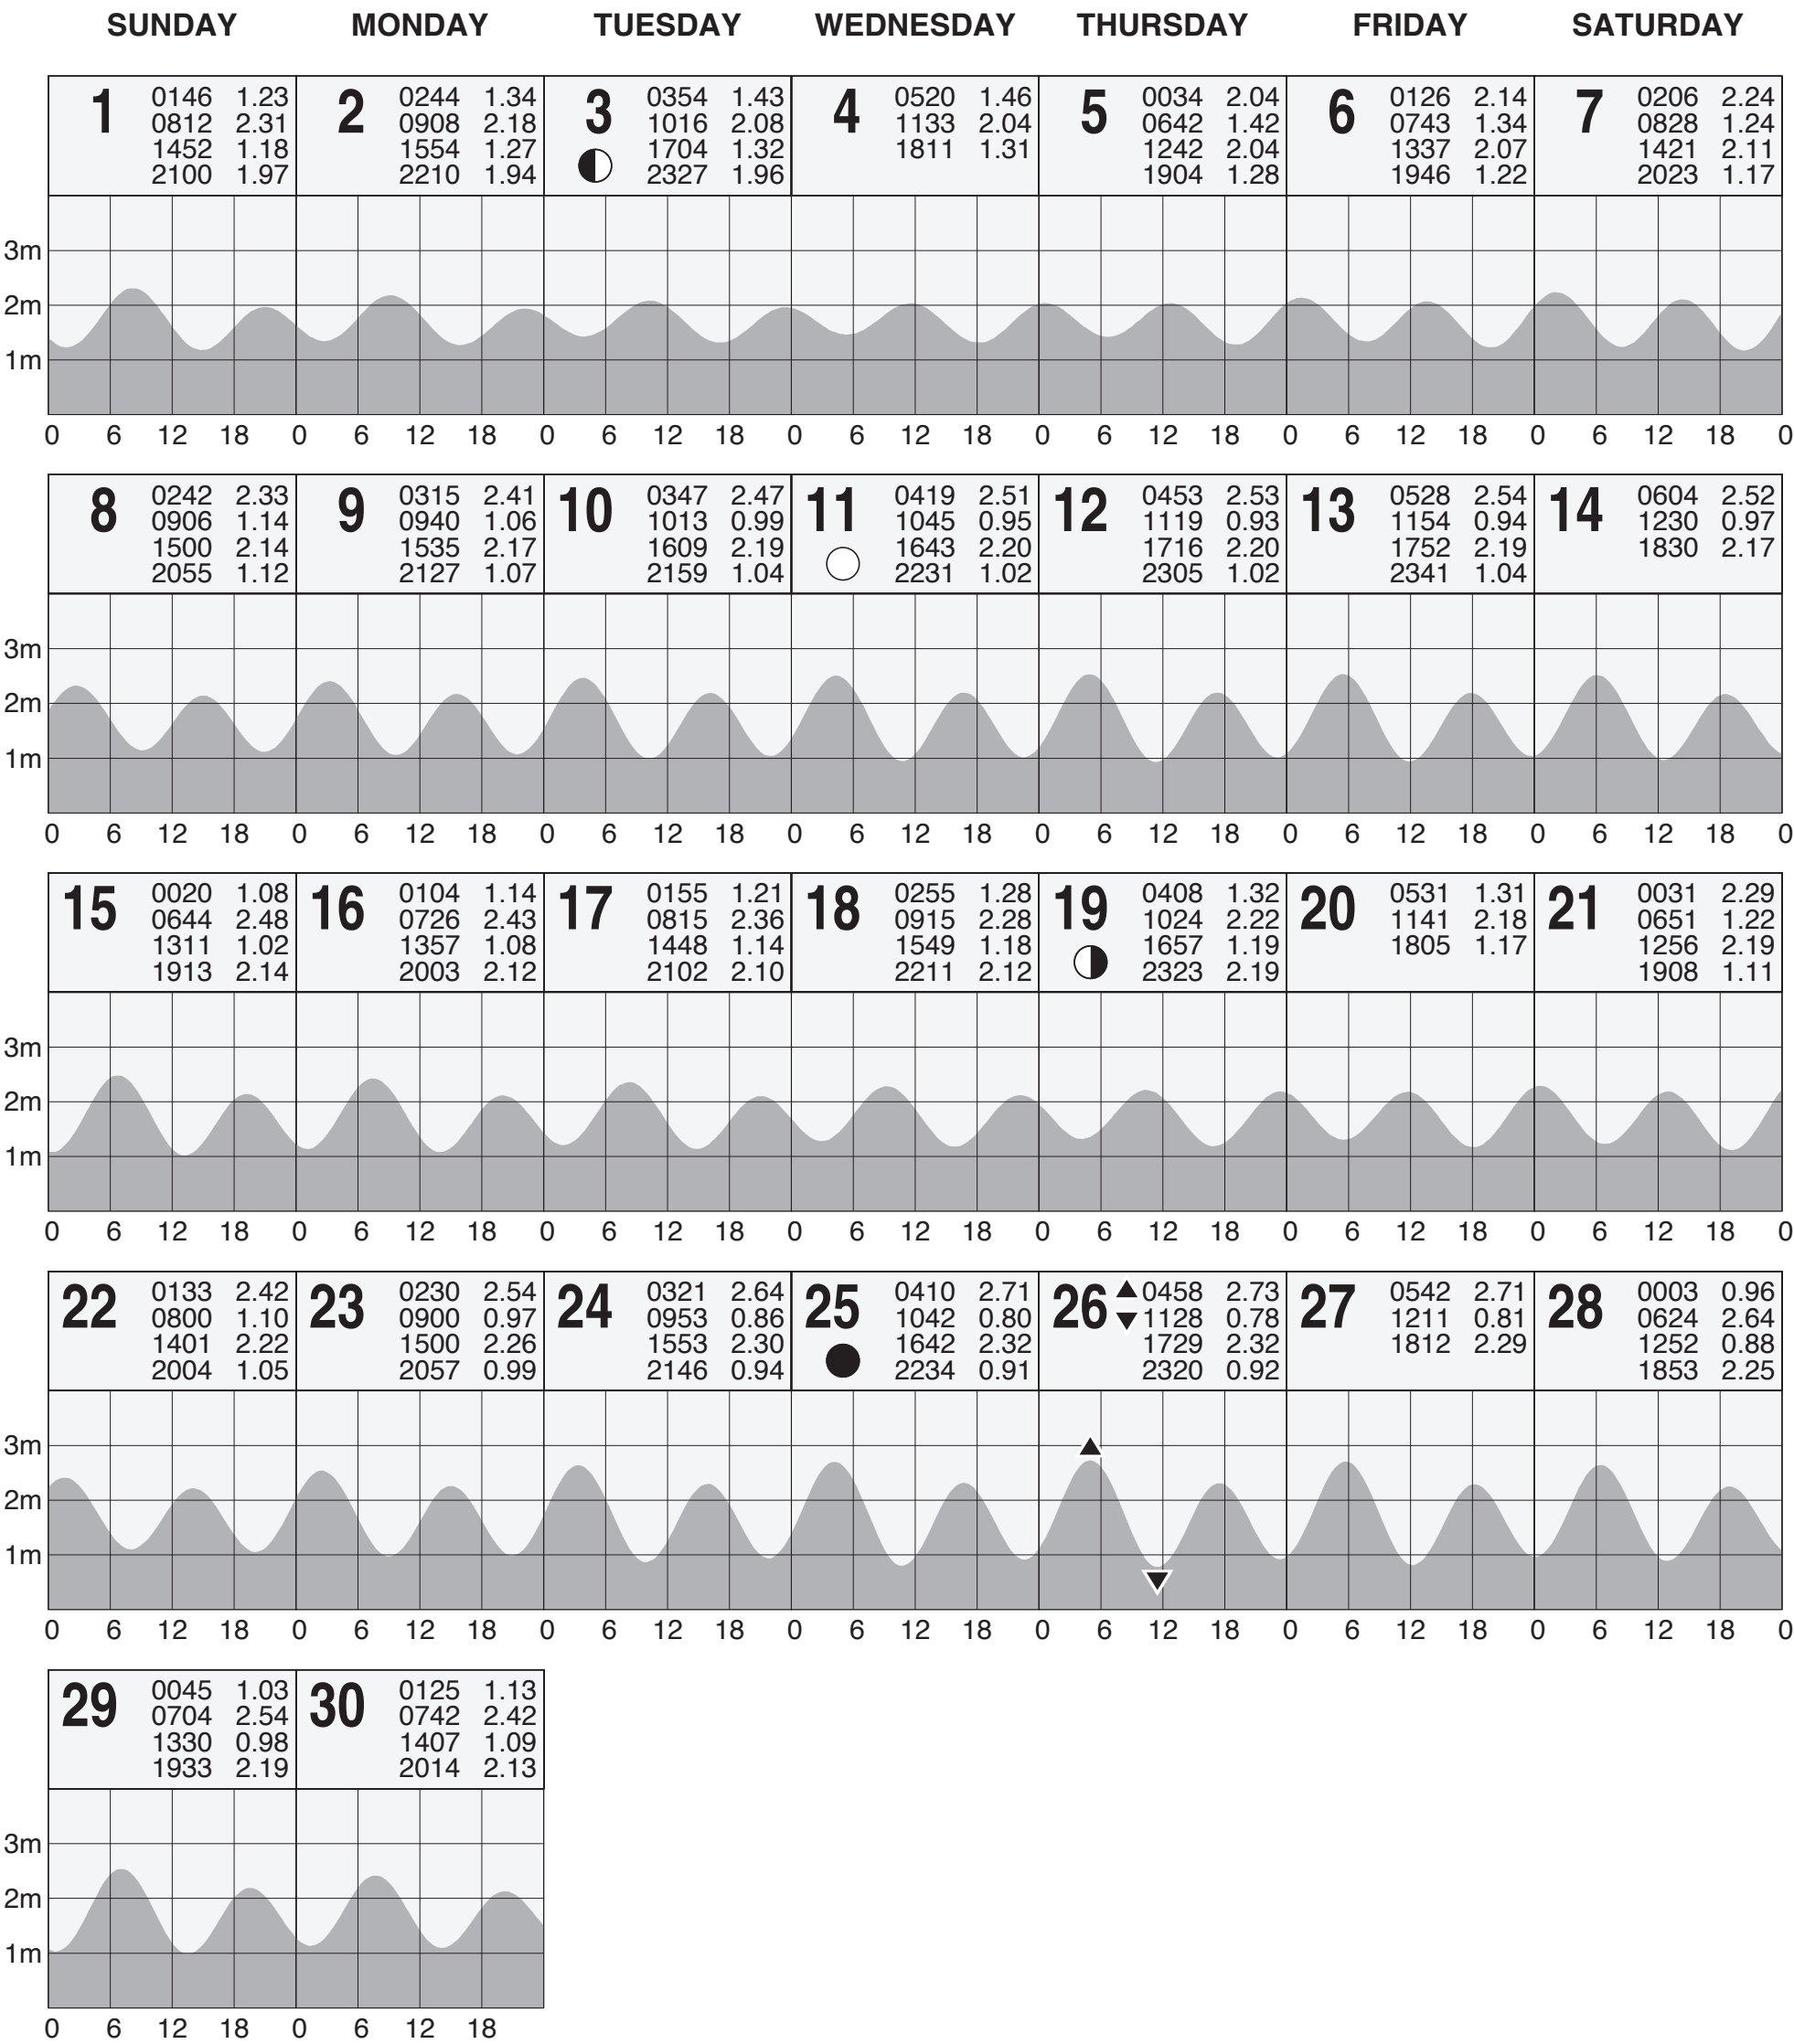 SUNDAY MONDAY TUESDAY WEDNESDAY THURSDAY FRIDAY SATURDAY
1 0146 1.23
0812 2.31
1452 1.18
2100 1.97
2 0244 1.34
0908 2.18
1554 1.27
2210 1.94
3 0354 1.43
1016 2.08
1704 1.32
2327 1.96
4 0520 1.46
1133 2.04
1811 1.31
5 0034 2.04
0642 1.42
1242 2.04
1904 1.28
6 0126 2.14
0743 1.34
1337 2.07
1946 1.22
7 0206 2.24
0828 1.24
1421 2.11
2023 1.17
3m
2m
1m
0 6 12 18 0 6 12 18 0 6 12 18 0 6 12 18 0 6 12 18 0 6 12 18 0 6 12 18 0
8 0242 2.33
0906 1.14
1500 2.14
2055 1.12
9 0315 2.41
0940 1.06
1535 2.17
2127 1.07
10 0347 2.47
1013 0.99
1609 2.19
2159 1.04
11 0419 2.51
1045 0.95
1643 2.20
2231 1.02
12 0453 2.53
1119 0.93
1716 2.20
2305 1.02
13 0528 2.54
1154 0.94
1752 2.19
2341 1.04
14 0604 2.52
1230 0.97
1830 2.17
3m
2m
1m
0 6 12 18 0 6 12 18 0 6 12 18 0 6 12 18 0 6 12 18 0 6 12 18 0 6 12 18 0
15 0020 1.08
0644 2.48
1311 1.02
1913 2.14
16 0104 1.14
0726 2.43
1357 1.08
2003 2.12
17 0155 1.21
0815 2.36
1448 1.14
2102 2.10
18 0255 1.28
0915 2.28
1549 1.18
2211 2.12
19 0408 1.32
1024 2.22
1657 1.19
2323 2.19
20 0531 1.31
1141 2.18
1805 1.17
21 0031 2.29
0651 1.22
1256 2.19
1908 1.11
3m
2m
1m
0 6 12 18 0 6 12 18 0 6 12 18 0 6 12 18 0 6 12 18 0 6 12 18 0 6 12 18 0
22 0133 2.42
0800 1.10
1401 2.22
2004 1.05
23 0230 2.54
0900 0.97
1500 2.26
2057 0.99
24 0321 2.64
0953 0.86
1553 2.30
2146 0.94
25 0410 2.71
1042 0.80
1642 2.32
2234 0.91
26 0458 2.73
1128 0.78
1729 2.32
2320 0.92
27 0542 2.71
1211 0.81
1812 2.29
28 0003 0.96
0624 2.64
1252 0.88
1853 2.25
3m
2m
1m
0 6 12 18 0 6 12 18 0 6 12 18 0 6 12 18 0 6 12 18 0 6 12 18 0 6 12 18 0
29 0045 1.03
0704 2.54
1330 0.98
1933 2.19
30 0125 1.13
0742 2.42
1407 1.09
2014 2.13
3m
2m
1m
0 6 12 18 0 6 12 18